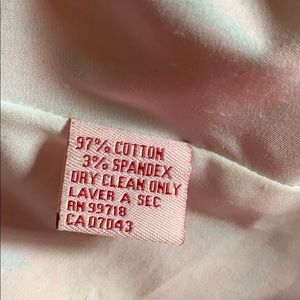 97% COTTON
3% SPANDEX
DRY CLEAN ONLY
LAVER A SEC
RN 99718
CA 07043